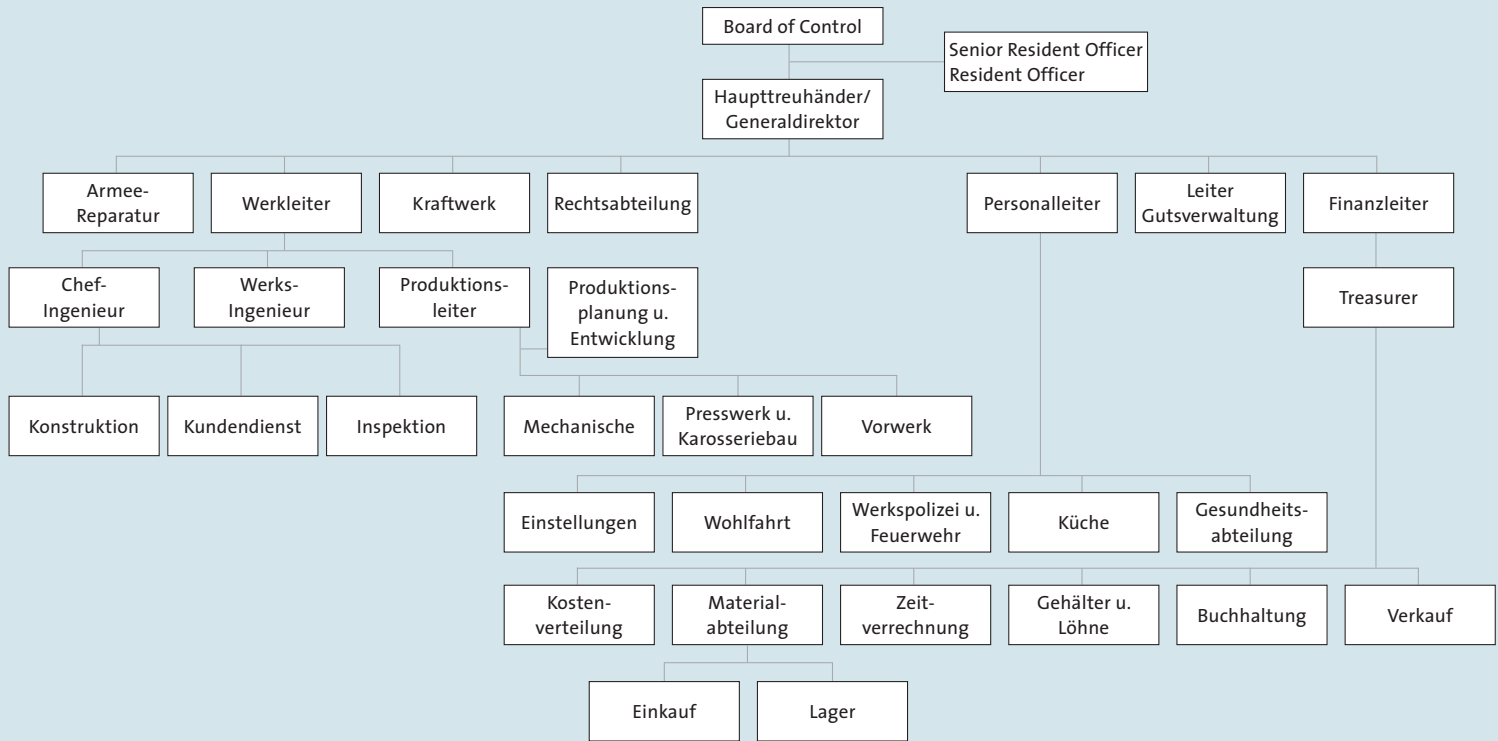 Board of Control
Senior Resident Officer
Resident Officer
Haupttreuhänder/
Generaldirektor
Armee-
Reparatur
Werkleiter
Kraftwerk
Rechtsabteilung
Personalleiter
Leiter
Gutsverwaltung
Finanzleiter
Chef-
Ingenieur
Werks-
Ingenieur
Produktions-
leiter
Produktions-
planung u.
Entwicklung
Treasurer
Konstruktion
Kundendienst
Inspektion
Mechanische
Presswerk u.
Karosseriebau
Vorwerk
Einstellungen
Wohlfahrt
Werkspolizei u.
Feuerwehr
Küche
Gesundheits-
abteilung
Kosten-
verteilung
Material-
abteilung
Zeit-
verrechnung
Gehälter u.
Löhne
Buchhaltung
Verkauf
Einkauf
Lager